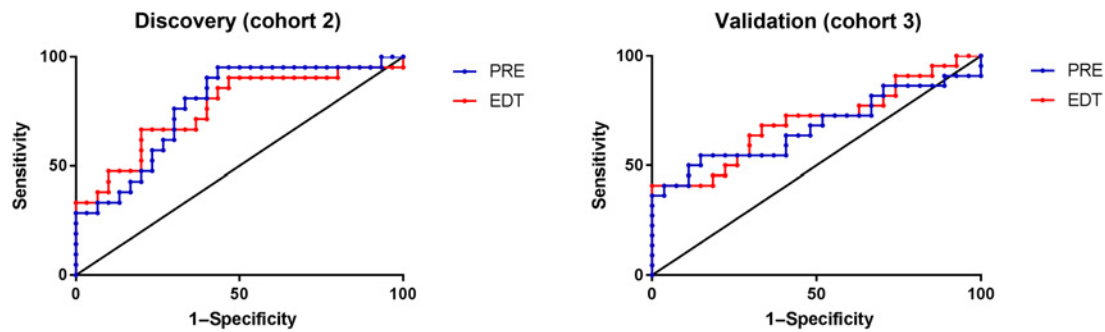 Discovery (cohort 2)
100
50
0
Sensitivity
0
50
100
1–Specificity
PRE
EDT
Validation (cohort 3)
100
50
0
Sensitivity
0
50
100
1–Specificity
PRE
EDT